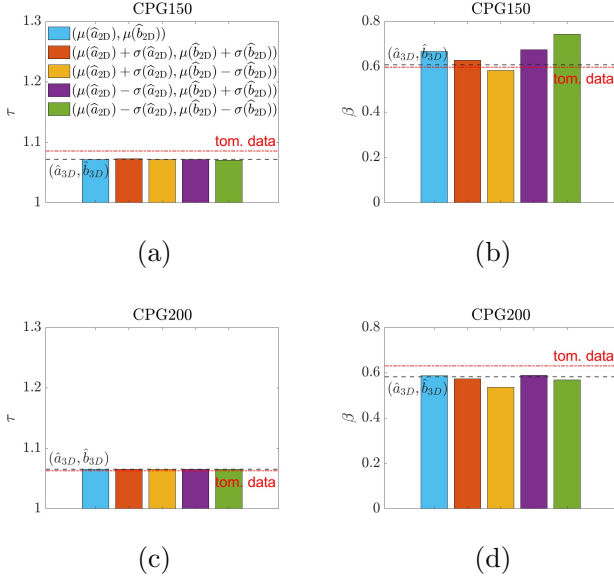 CPG150
1.3
1.2
1.1
1
τ
(μ(â2D), μ(b̂2D))
(μ(â2D) + σ(â2D), μ(b̂2D) + σ(b̂2D))
(μ(â2D) + σ(â2D), μ(b̂2D) − σ(b̂2D))
(μ(â2D) − σ(â2D), μ(b̂2D) + σ(b̂2D))
(μ(â2D) − σ(â2D), μ(b̂2D) − σ(b̂2D))
tom. data
(â3D, b̂3D)
(a)
CPG150
0.8
0.6
0.4
0.2
0
β
(â3D, b̂3D)
tom. data
(b)
CPG200
1.3
1.2
1.1
1
τ
(â3D, b̂3D)
tom. data
(c)
CPG200
0.8
0.6
0.4
0.2
0
β
tom. data
(â3D, b̂3D)
(d)